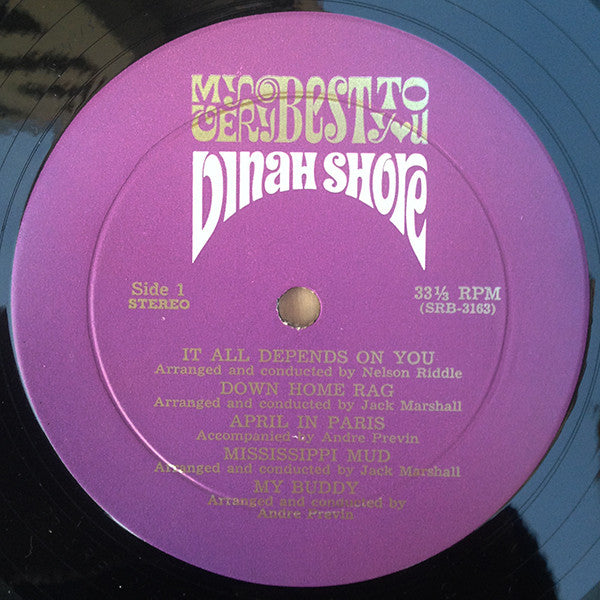 MY BEST TO
VERY YOU
DINAH SHORE
Side 1
STEREO
33 ⅓ RPM
(SRB-3163)
IT ALL DEPENDS ON YOU
Arranged and conducted by Nelson Riddle
DOWN HOME RAG
Arranged and conducted by Jack Marshall
APRIL IN PARIS
Accompanied by Andre Previn
MISSISSIPPI MUD
Arranged and conducted by Jack Marshall
MY BUDDY
Arranged and conducted by
Andre Previn